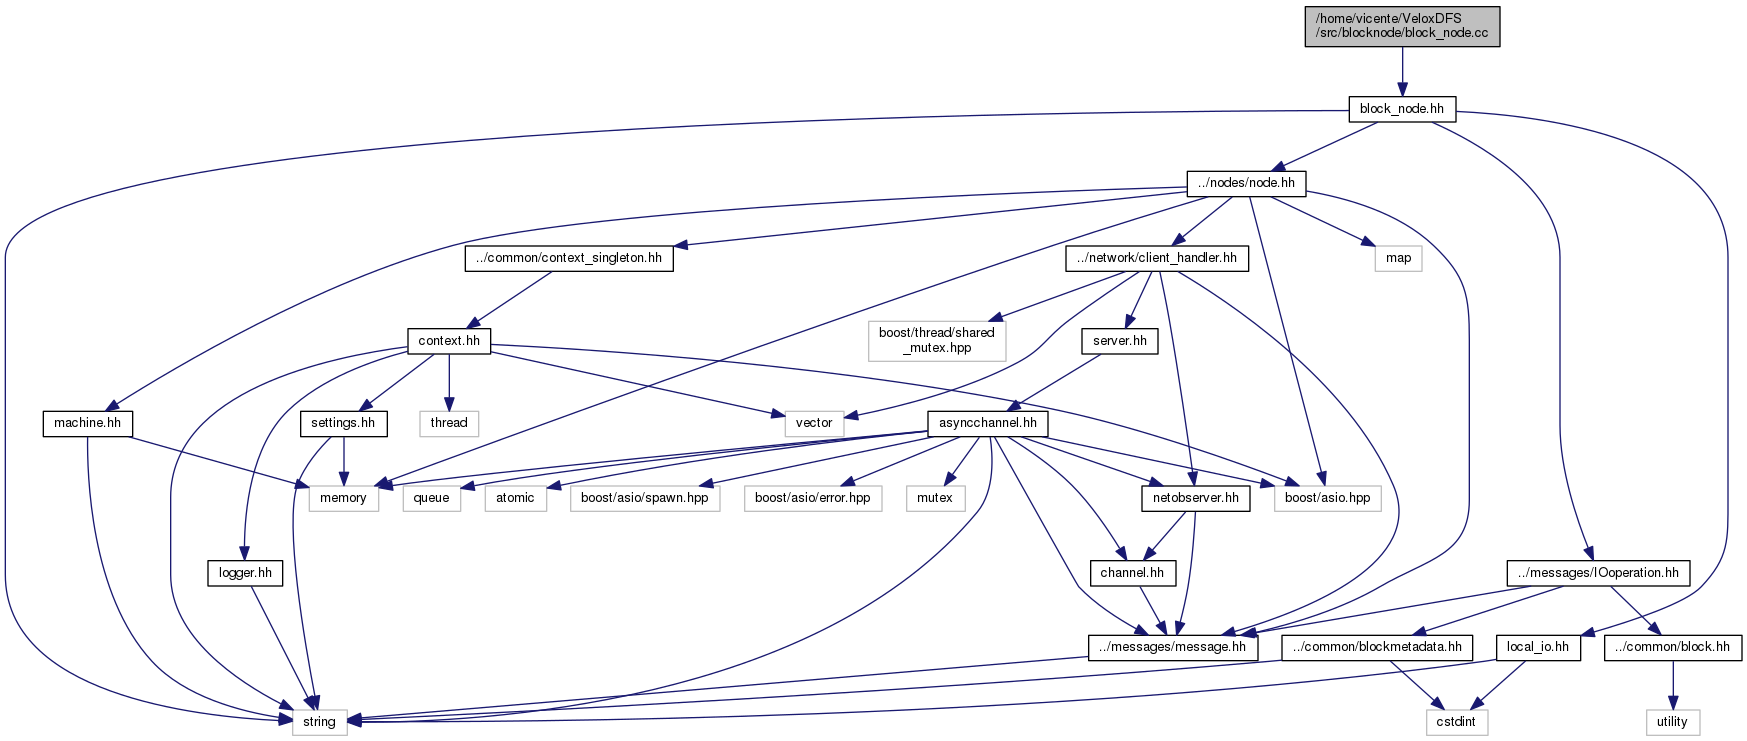 /home/vicente/VeloxDFS
/src/blocknode/block_node.cc
block_node.hh
../nodes/node.hh
../common/context_singleton.hh
../network/client_handler.hh
map
boost/thread/shared
_mutex.hpp
context.hh
server.hh
machine.hh
settings.hh
thread
vector
asyncchannel.hh
memory
queue
atomic
boost/asio/spawn.hpp
boost/asio/error.hpp
mutex
netobserver.hh
boost/asio.hpp
logger.hh
channel.hh
../messages/IOoperation.hh
../messages/message.hh
../common/blockmetadata.hh
local_io.hh
../common/block.hh
string
cstdint
utility